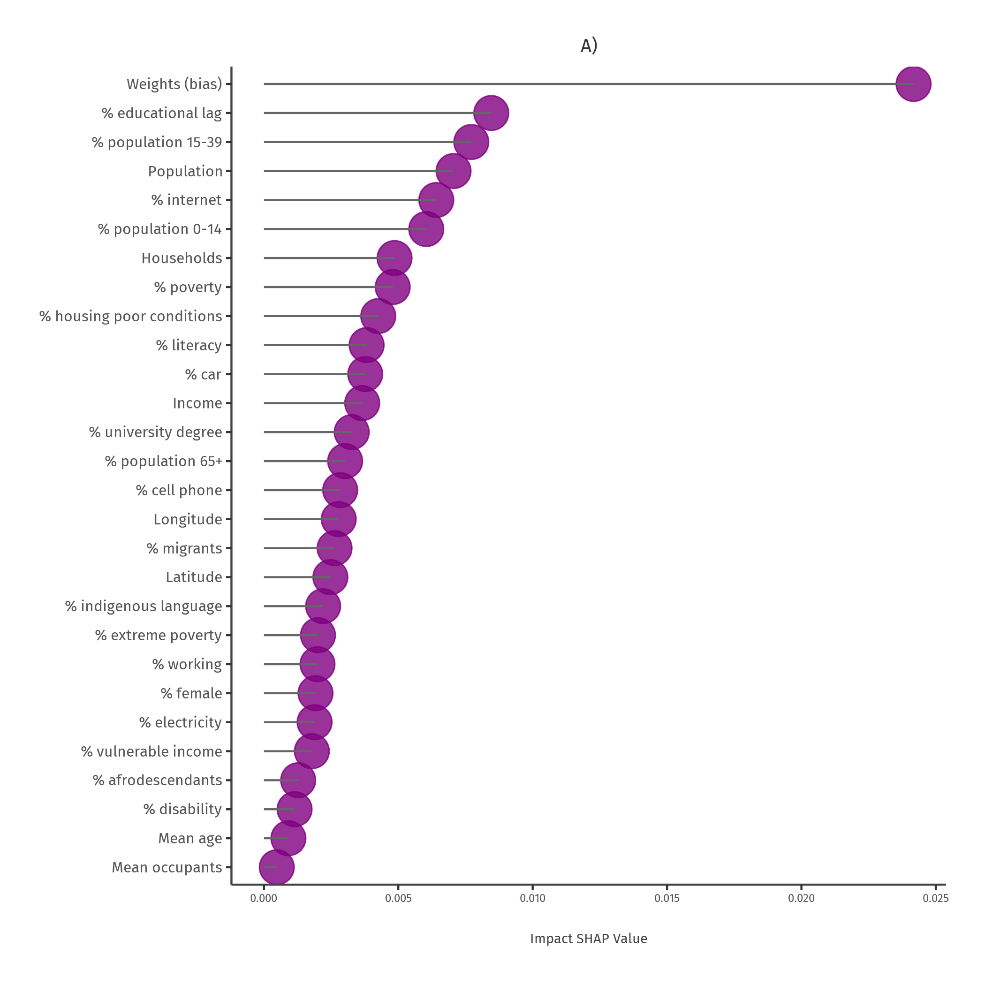 A)
Weights (bias)
% educational lag
% population 15-39
Population
% internet
% population 0-14
Households
% poverty
% housing poor conditions
% literacy
% car
Income
% university degree
% population 65+
% cell phone
Longitude
% migrants
Latitude
% indigenous language
% extreme poverty
% working
% female
% electricity
% vulnerable income
% afrodescendants
% disability
Mean age
Mean occupants
0.000 0.005 0.010 0.015 0.020 0.025
Impact SHAP Value